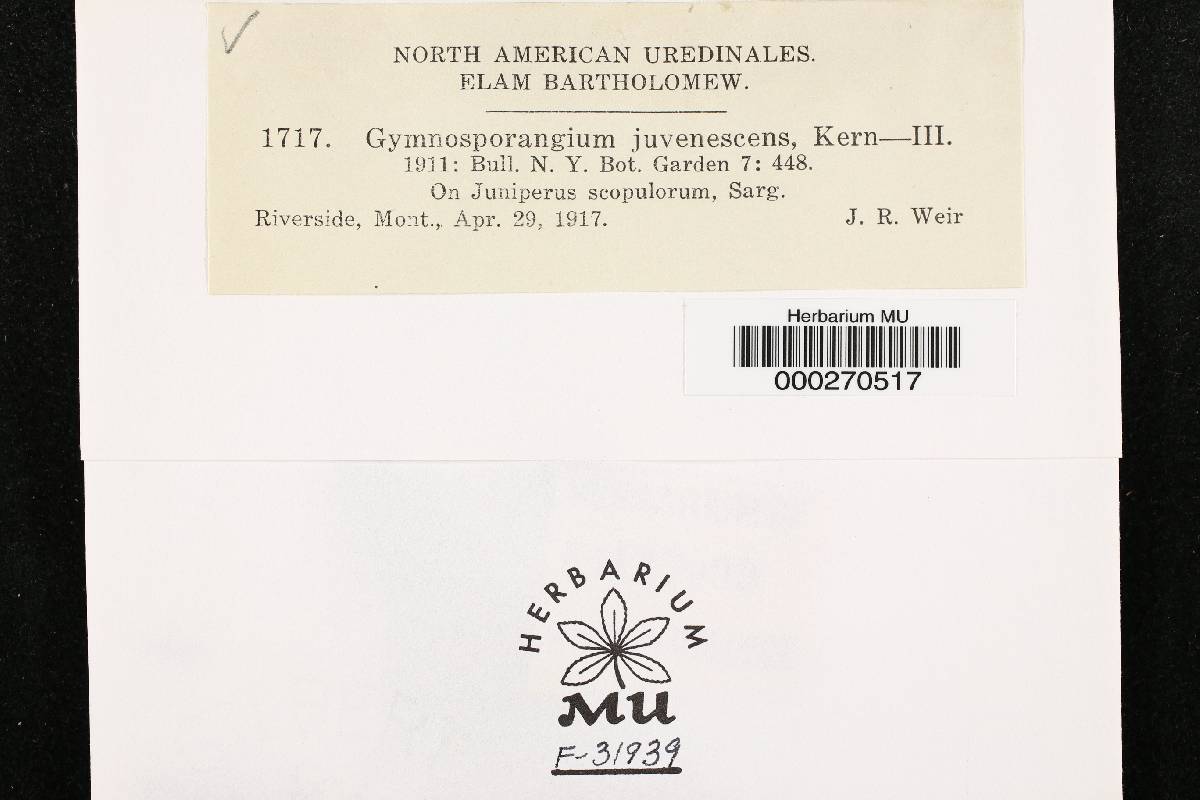 NORTH AMERICAN UREDINALES.
ELAM BARTHOLOMEW.
1717. Gymnosporangium juvenescens, Kern—III.
1911: Bull. N. Y. Bot. Garden 7: 448.
On Juniperus scopulorum, Sarg.
Riverside, Mont., Apr. 29, 1917. J. R. Weir
Herbarium MU
000270517
HERBARIUM
MU
F-31939